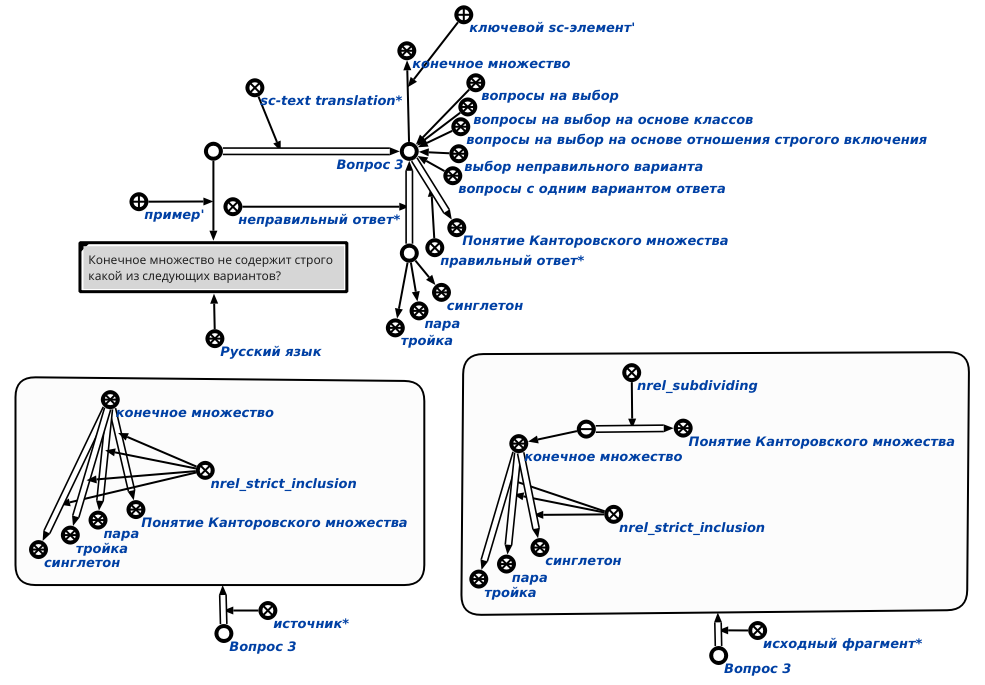 ключевой sc-элемент'
конечное множество
вопросы на выбор
sc-text translation*
вопросы на выбор на основе классов
вопросы на выбор на основе отношения строгого включения
Вопрос 3
выбор неправильного варианта
вопросы с одним вариантом ответа
пример'
неправильный ответ*
Понятие Канторовского множества
правильный ответ*
Конечное множество не содержит строго
какой из следующих вариантов?
синглетон
пара
тройка
Русский язык
nrel_subdividing
конечное множество
Понятие Канторовского множества
конечное множество
nrel_strict_inclusion
Понятие Канторовского множества
nrel_strict_inclusion
пара
тройка
синглетон
синглетон
пара
тройка
источник*
Вопрос 3
исходный фрагмент*
Вопрос 3